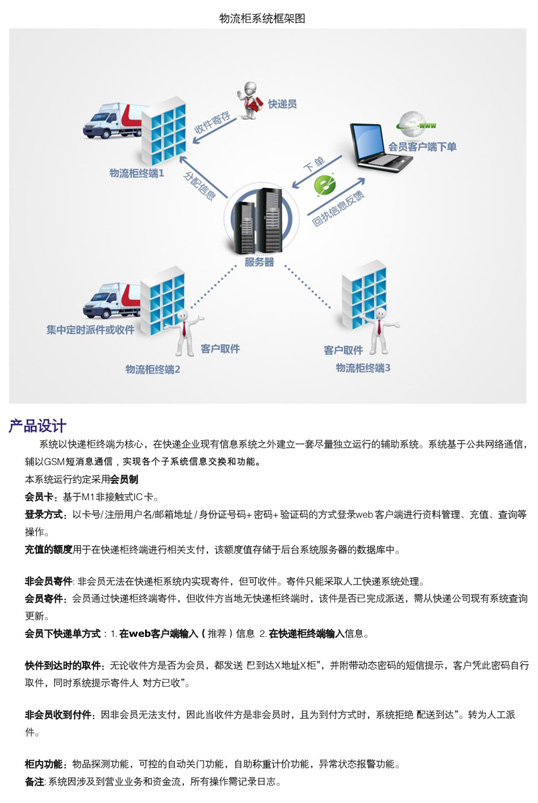 物流柜系统框架图
快递员
收件寄存
www
会员客户端下单
物流柜终端1
下单
分配信息
回执信息反馈
服务器
集中定时派件或收件
客户取件
客户取件
物流柜终端2
物流柜终端3
产品设计
系统以快递柜终端为核心，在快递企业现有信息系统之外建立一套尽量独立运行的辅助系统。系统基于公共网络通信，
辅以GSM短消息通信，实现各个子系统信息交换和功能。
本系统运行约定采用会员制
会员卡：基于M1非接触式IC卡。
登录方式：以卡号/注册用户名/邮箱地址/身份证号码+密码+验证码的方式登录web客户端进行资料管理、充值、查询等
操作。
充值的额度用于在快递柜终端进行相关支付，该额度值存储于后台系统服务器的数据库中。
非会员寄件: 非会员无法在快递柜系统内实现寄件，但可收件。寄件只能采取人工快递系统处理。
会员寄件：会员通过快递柜终端寄件，但收件方当地无快递柜终端时，该件是否已完成派送，需从快递公司现有系统查询
更新。
会员下快递单方式：1. 在web客户端输入（推荐）信息 2. 在快递柜终端输入信息。
快件到达时的取件：无论收件方是否为会员，都发送 巴到达X地址X柜”，并附带动态密码的短信提示，客户凭此密码自行
取件，同时系统提示寄件人 对方已收”。
非会员收到付件：因非会员无法支付，因此当收件方是非会员时，且为到付方式时，系统拒绝 配送到达”。转为人工派
件。
柜内功能：物品探测功能，可控的自动关门功能，自助称重计价功能，异常状态报警功能。
备注: 系统因涉及到营业业务和资金流，所有操作需记录日志。